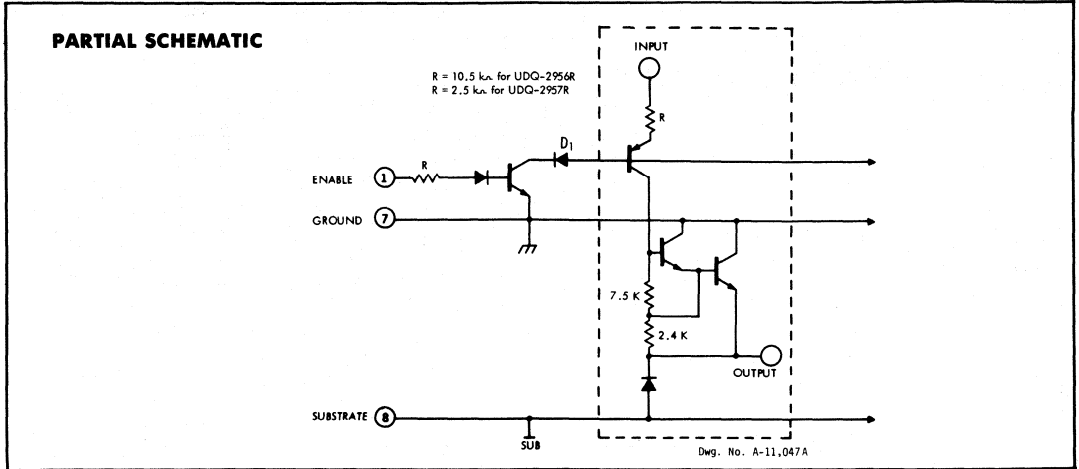 PARTIAL SCHEMATIC
INPUT
R = 10.5 kΩ for UDQ-2956R
R = 2.5 kΩ for UDQ-2957R
R
D1
R
ENABLE 1
GROUND 7
7.5 K
2.4 K
OUTPUT
SUBSTRATE 8
SUB
Dwg. No. A-11,047A